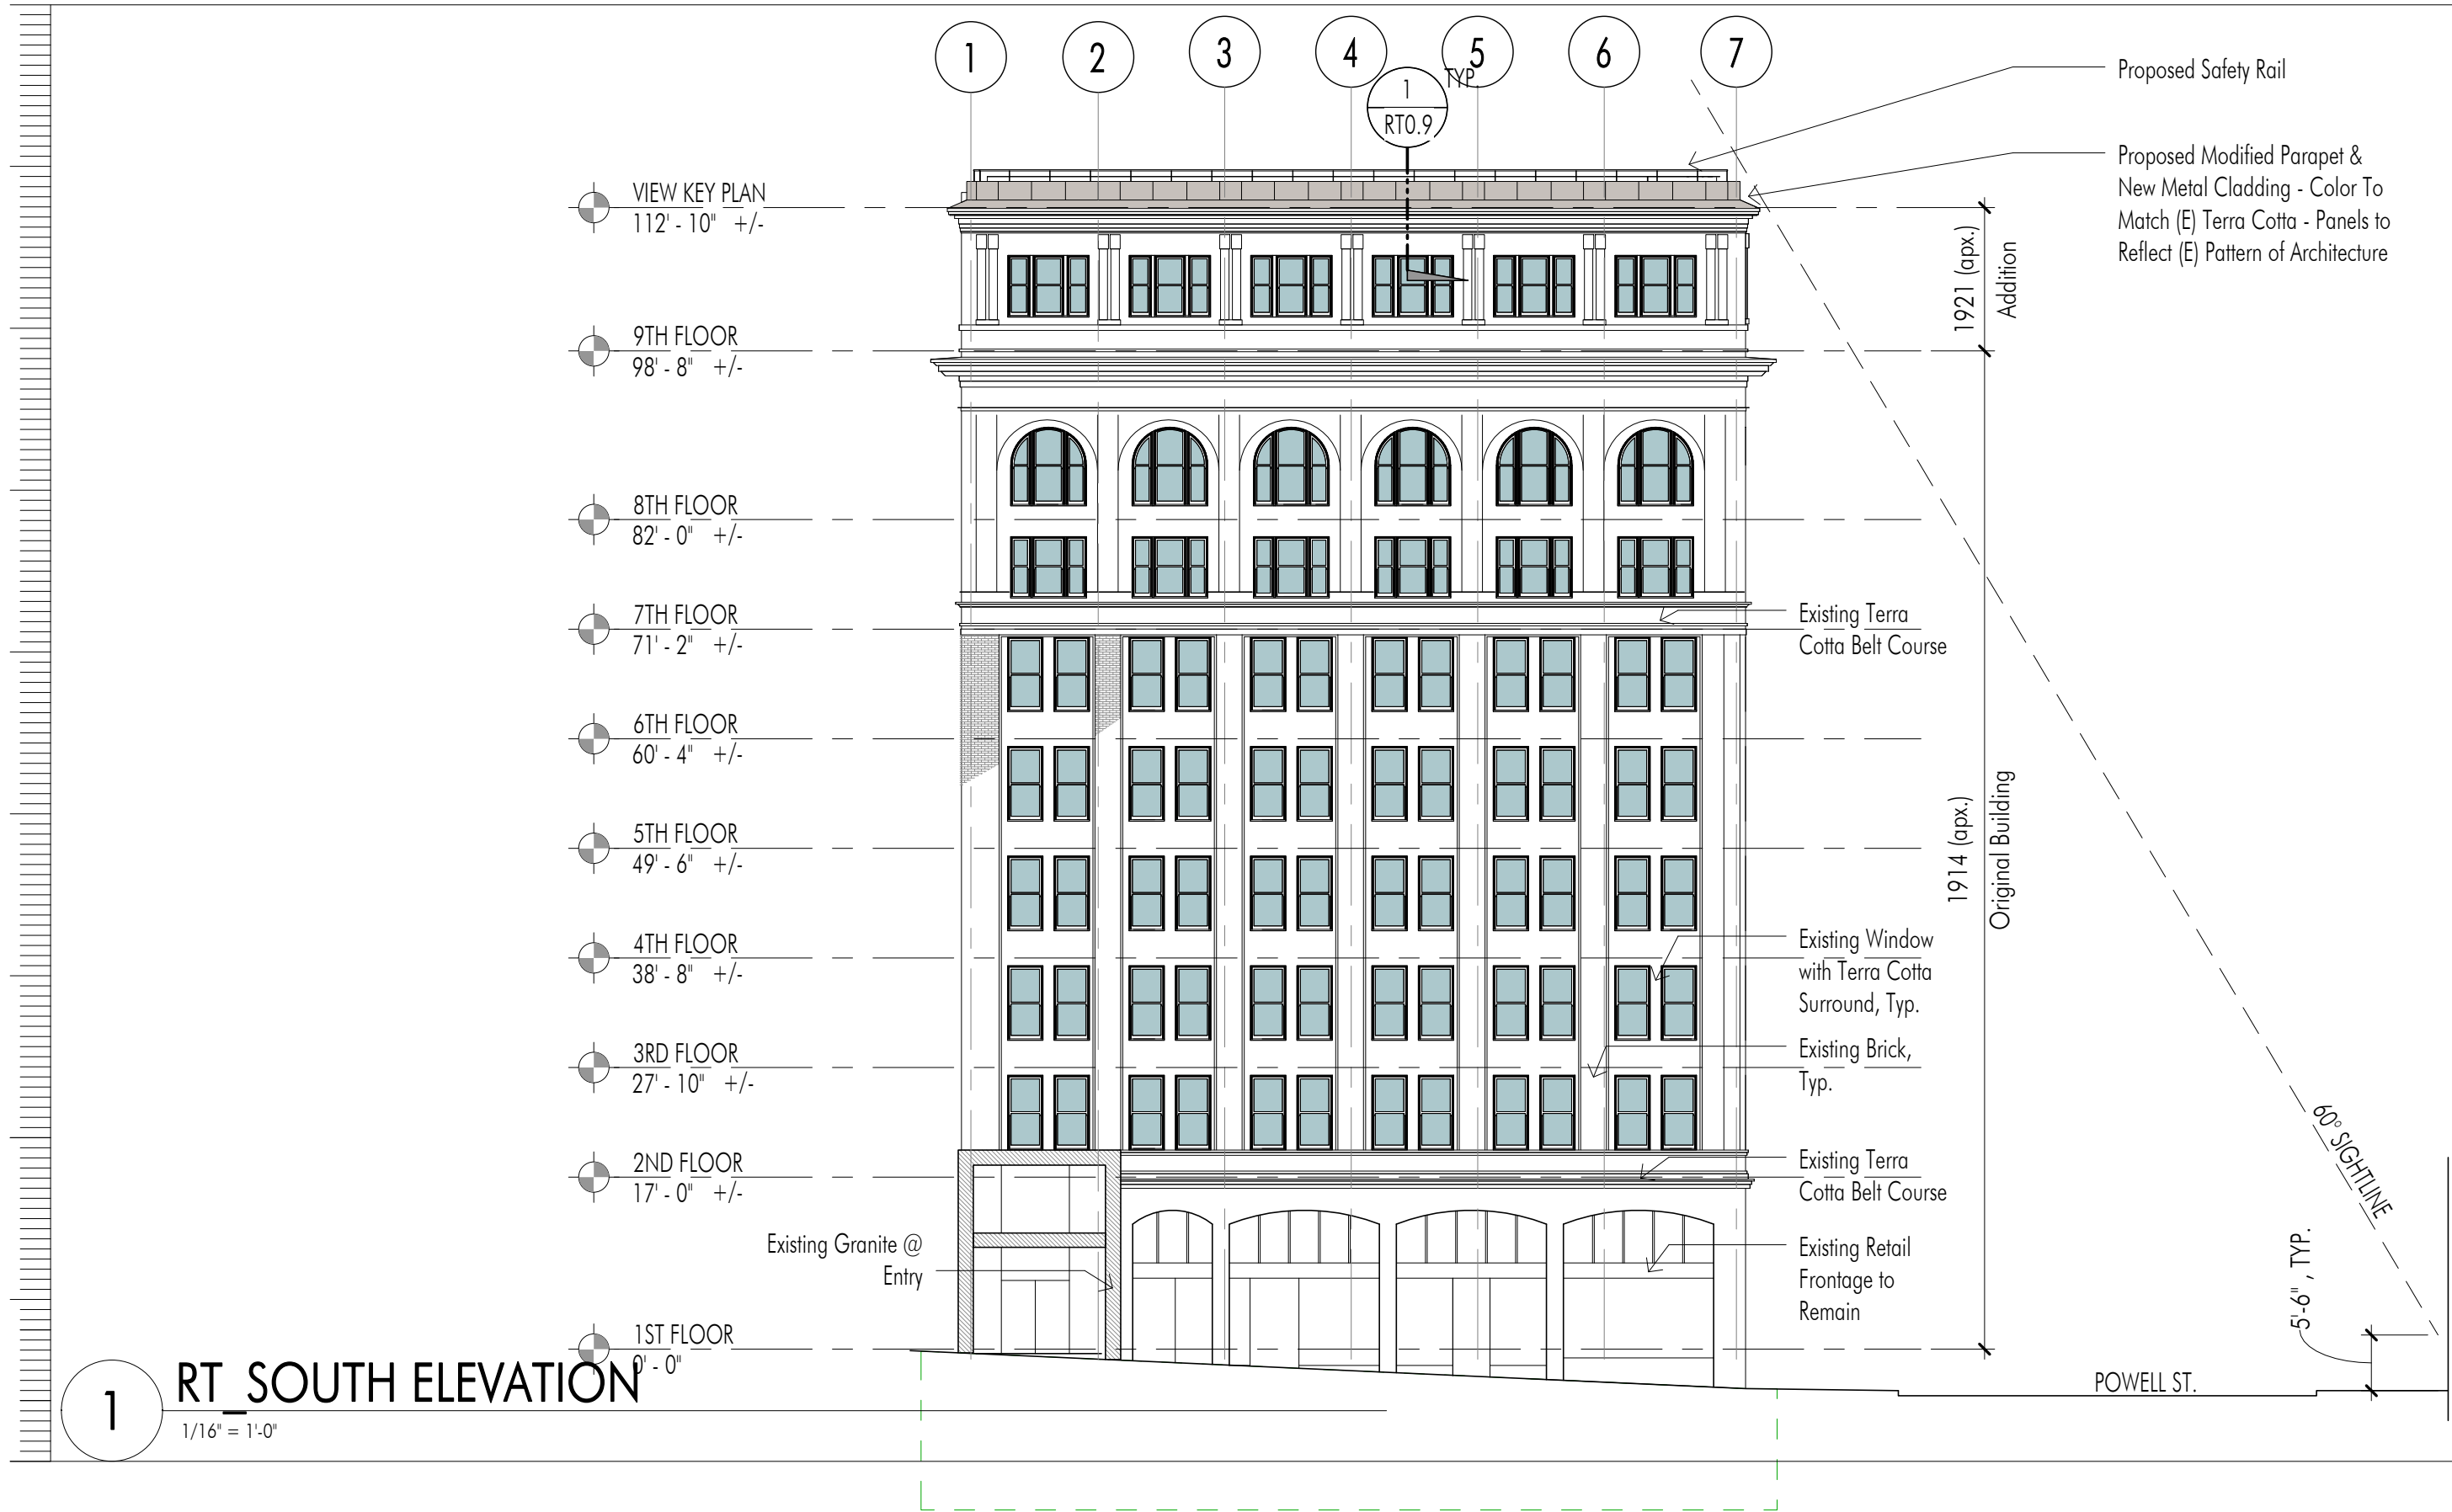 1
2
3
4
5
6
7
1
RT0.9
TYP.
Proposed Safety Rail
Proposed Modified Parapet &
New Metal Cladding - Color To
Match (E) Terra Cotta - Panels to
Reflect (E) Pattern of Architecture
VIEW KEY PLAN
112' - 10" +/-
1921 (apx.)
Addition
9TH FLOOR
98' - 8" +/-
8TH FLOOR
82' - 0" +/-
7TH FLOOR
71' - 2" +/-
Existing Terra
Cotta Belt Course
6TH FLOOR
60' - 4" +/-
5TH FLOOR
49' - 6" +/-
1914 (apx.)
Original Building
4TH FLOOR
38' - 8" +/-
Existing Window
with Terra Cotta
Surround, Typ.
3RD FLOOR
27' - 10" +/-
Existing Brick,
Typ.
2ND FLOOR
17' - 0" +/-
Existing Terra
Cotta Belt Course
60° SIGHTLINE
Existing Granite @
Entry
Existing Retail
Frontage to
Remain
5'-6" , TYP.
1ST FLOOR
0' - 0"
POWELL ST.
1
RT_SOUTH ELEVATION
1/16" = 1'-0"